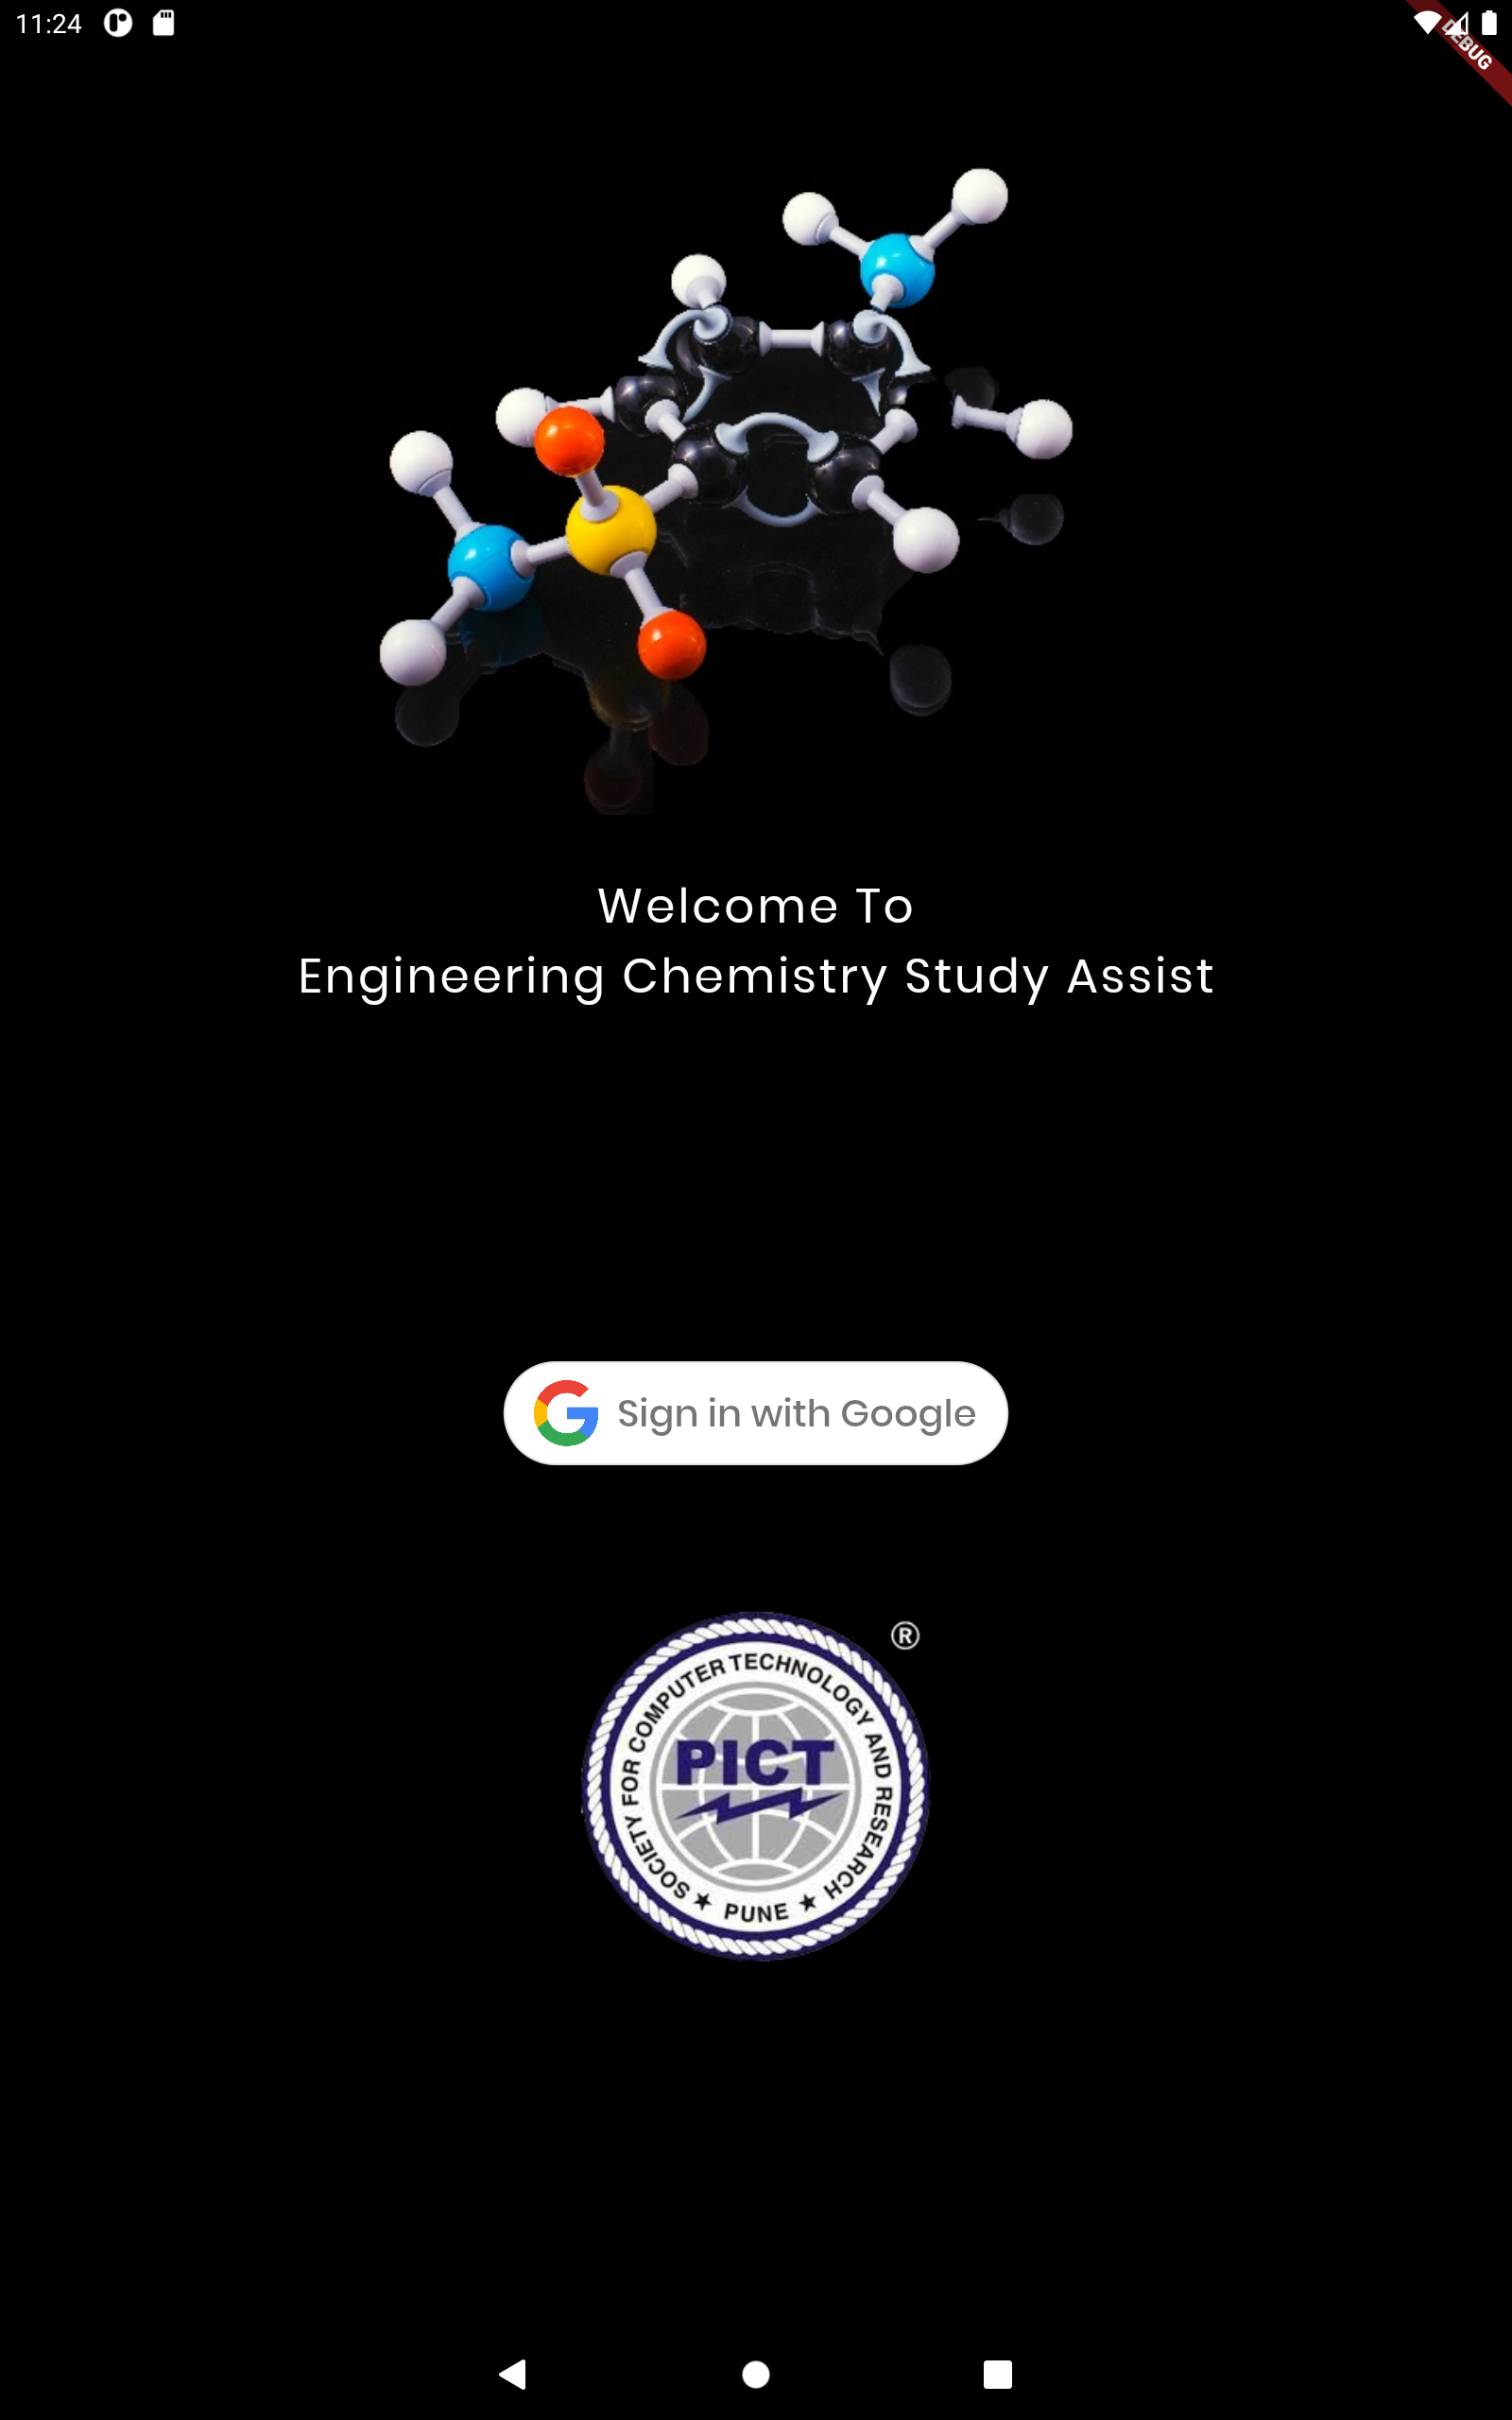 11:24
DEBUG
Welcome To
Engineering Chemistry Study Assist
Sign in with Google
®
SOCIETY FOR COMPUTER TECHNOLOGY AND RESEARCH
PICT
★ PUNE ★